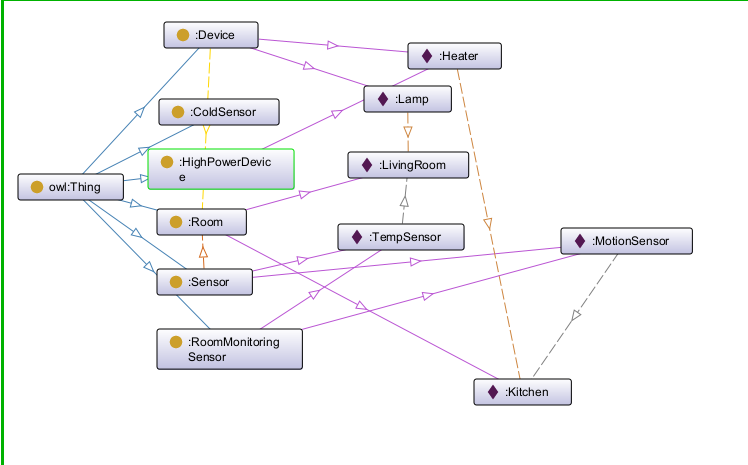 :Device
:Heater
:Lamp
:ColdSensor
:HighPowerDevic
e
:LivingRoom
owl:Thing
:Room
:TempSensor
:MotionSensor
:Sensor
:RoomMonitoring
Sensor
:Kitchen